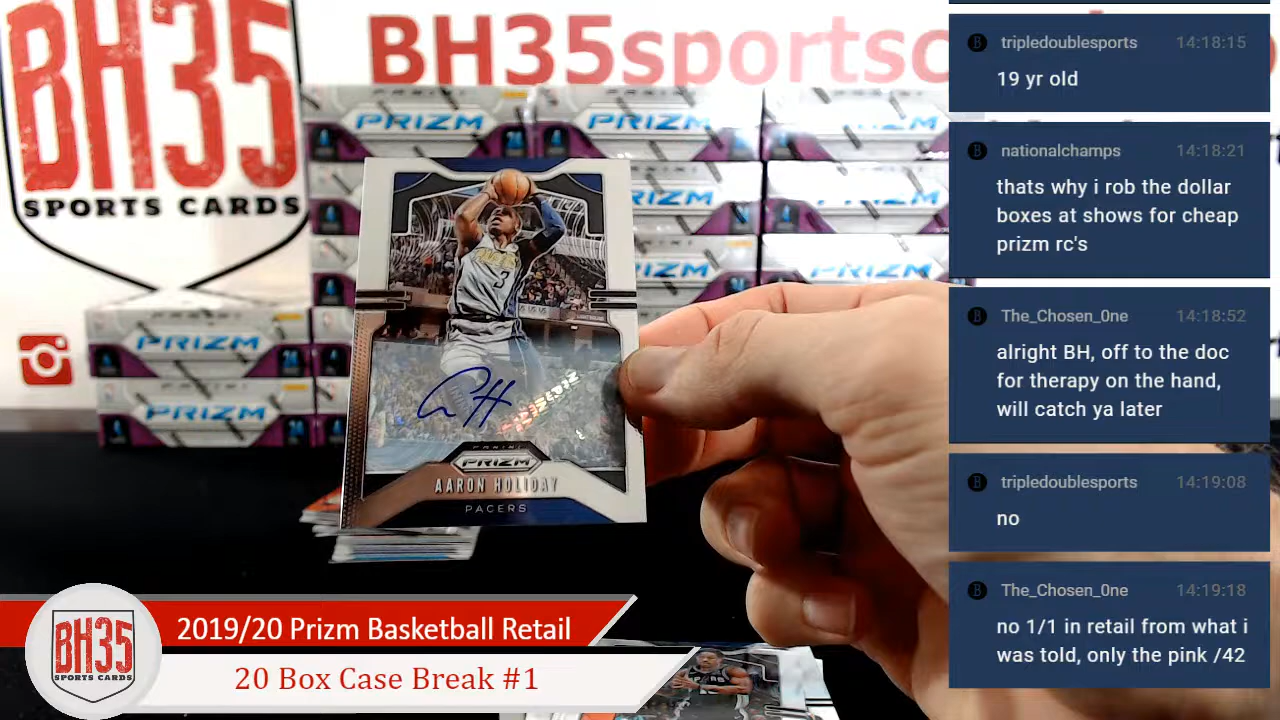 BH35
SPORTS CARDS
BH35sportsc
PRIZM
PRIZM
PRIZM
PRIZM
PRIZM
PRIZM
PRIZM
3
PANINI
PRIZM
AARON HOLIDAY
PACERS
BH35
SPORTS CARDS
2019/20 Prizm Basketball Retail
20 Box Case Break #1
tripledoublesports 14:18:15
19 yr old
nationalchamps 14:18:21
thats why i rob the dollar
boxes at shows for cheap
prizm rc's
The_Chosen_0ne 14:18:52
alright BH, off to the doc
for therapy on the hand,
will catch ya later
tripledoublesports 14:19:08
no
The_Chosen_0ne 14:19:18
no 1/1 in retail from what i
was told, only the pink /42